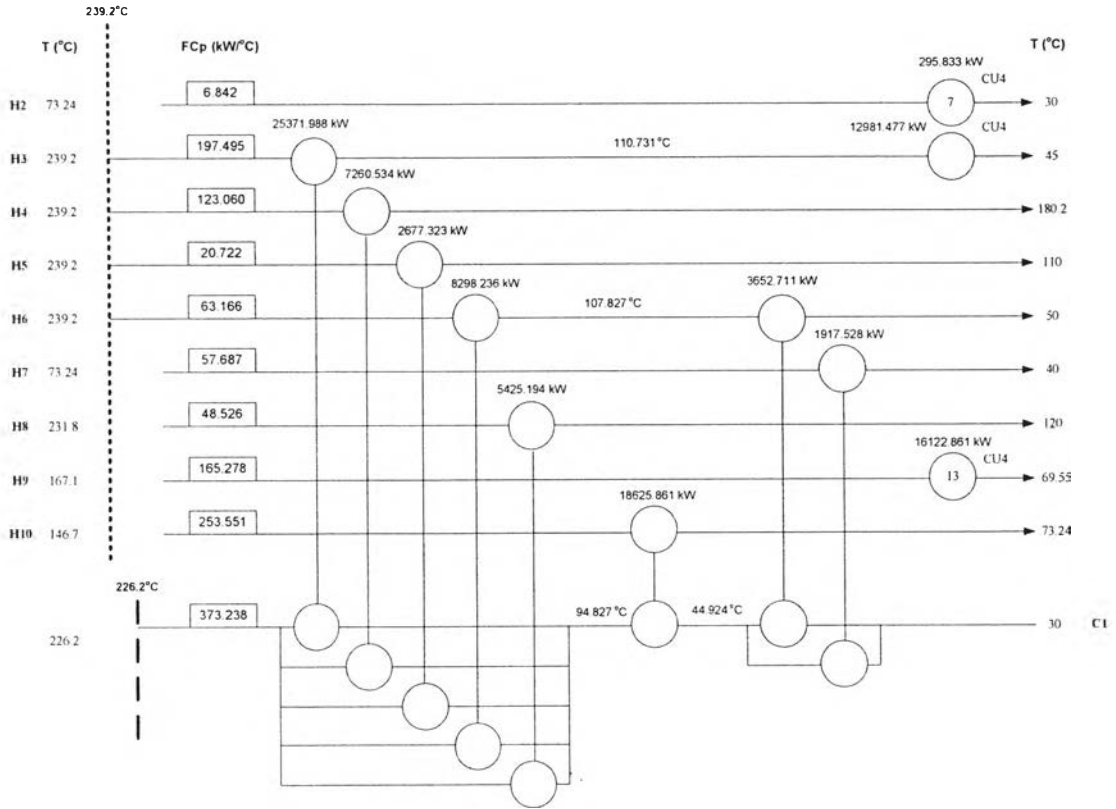 239.2°C
T (°C) FCp (kW/°C) T (°C)
295.833 kW
CU4
H2 73 24 6.842 7 30
25371.988 kW 12981.477 kW CU4
H3 239.2 197.495 110.731°C 45
7260.534 kW
H4 239.2 123.060 180.2
2677.323 kW
H5 239.2 20.722 110
8298 236 kW 3652.711 kW
H6 239.2 63.166 107.827°C 50
1917.528 kW
H7 73.24 57.687 40
5425.194 kW
H8 231 8 48.526 120
16122.861 kW
CU4
H9 167.1 165.278 13 69.55
18625.861 kW
H10 146.7 253.551 73.24
226.2°C
373.238 94.827°C 44.924°C
226.2 30 C1